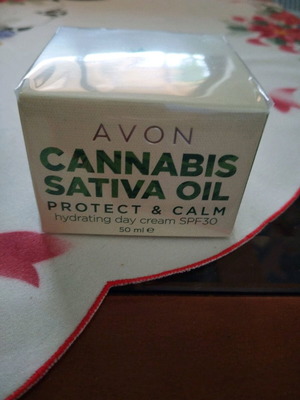 AVON
CANNABIS
SATIVA OIL
PROTECT & CALM
hydrating day cream SPF30
50 ml ℮